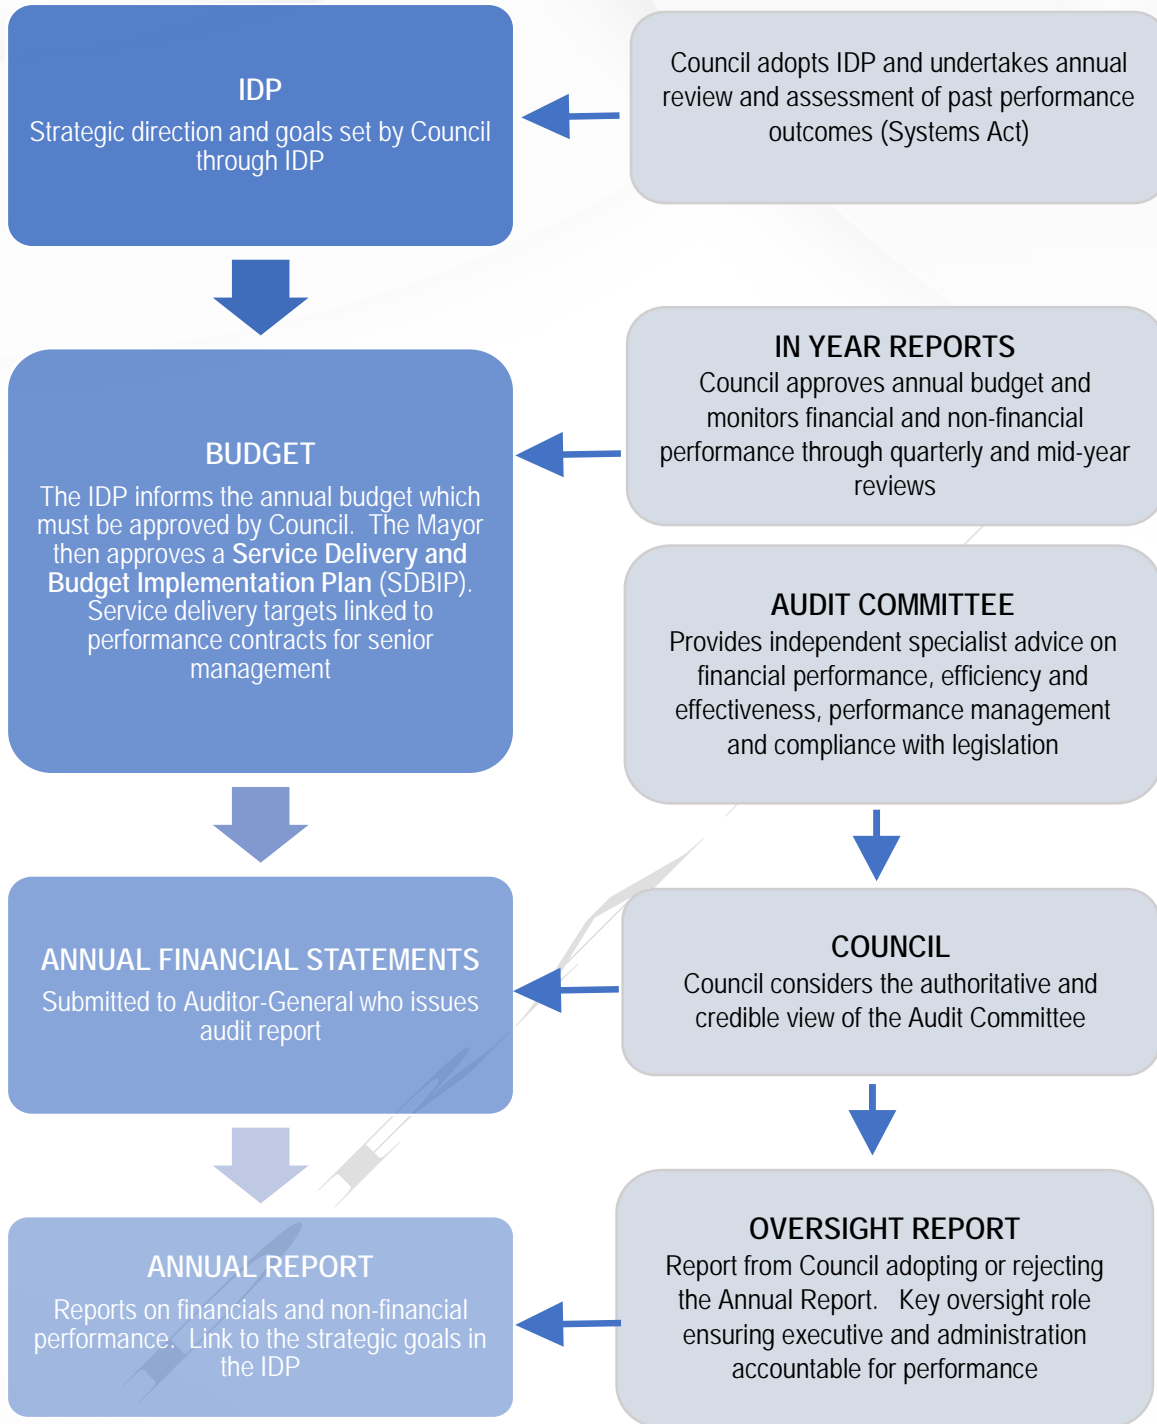 IDP
Strategic direction and goals set by Council
through IDP
Council adopts IDP and undertakes annual
review and assessment of past performance
outcomes (Systems Act)
BUDGET
The IDP informs the annual budget which
must be approved by Council. The Mayor
then approves a Service Delivery and
Budget Implementation Plan (SDBIP).
Service delivery targets linked to
performance contracts for senior
management
IN YEAR REPORTS
Council approves annual budget and
monitors financial and non-financial
performance through quarterly and mid-year
reviews
AUDIT COMMITTEE
Provides independent specialist advice on
financial performance, efficiency and
effectiveness, performance management
and compliance with legislation
ANNUAL FINANCIAL STATEMENTS
Submitted to Auditor-General who issues
audit report
COUNCIL
Council considers the authoritative and
credible view of the Audit Committee
ANNUAL REPORT
Reports on financials and non-financial
performance. Link to the strategic goals in
the IDP
OVERSIGHT REPORT
Report from Council adopting or rejecting
the Annual Report. Key oversight role
ensuring executive and administration
accountable for performance